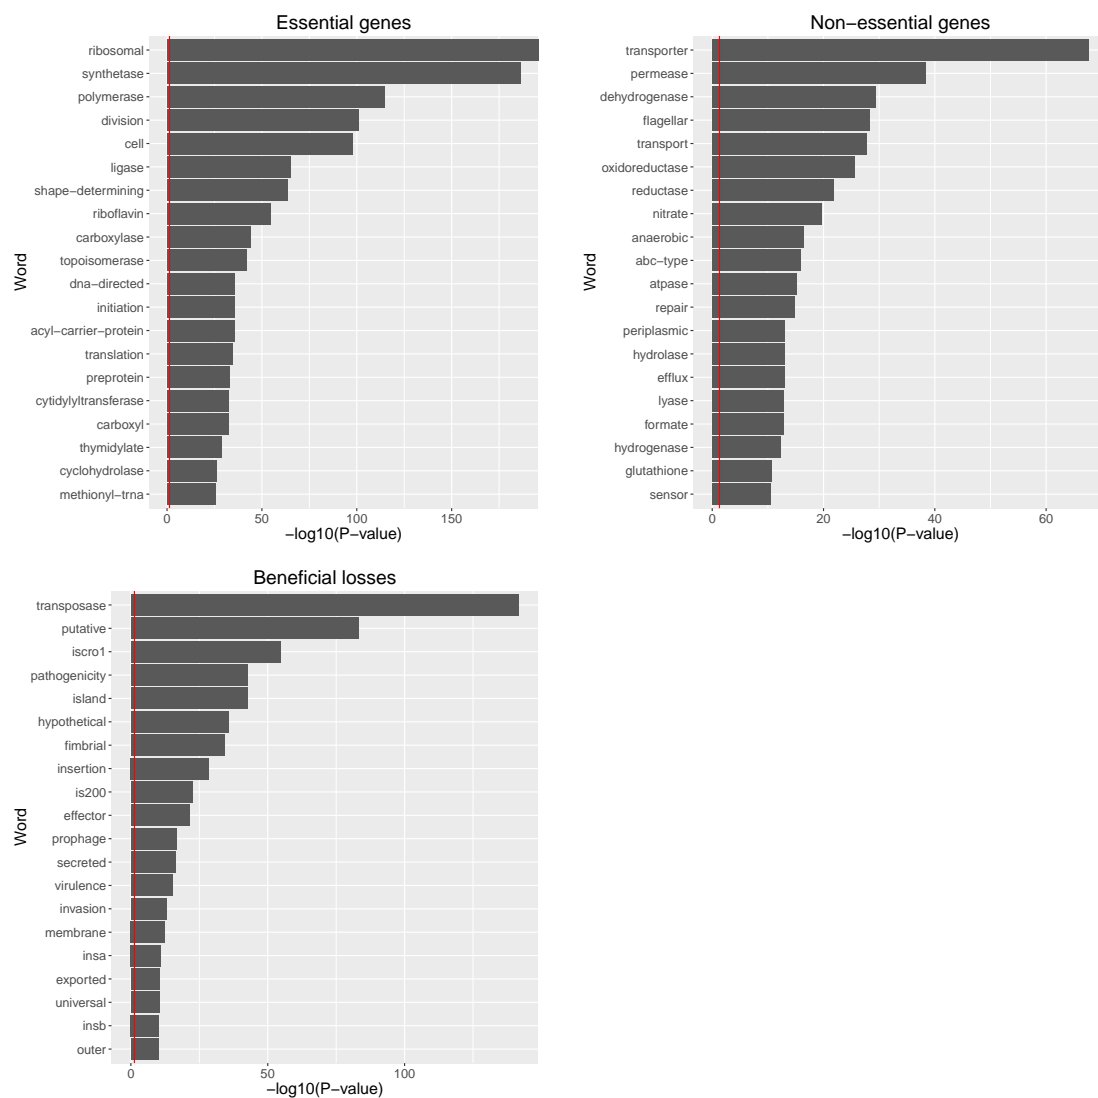 Essential genes
Word
ribosomal
synthetase
polymerase
division
cell
ligase
shape−determining
riboflavin
carboxylase
topoisomerase
dna−directed
initiation
acyl−carrier−protein
translation
preprotein
cytidylyltransferase
carboxyl
thymidylate
cyclohydrolase
methionyl−trna
0 50 100 150
−log10(P−value)
Non−essential genes
Word
transporter
permease
dehydrogenase
flagellar
transport
oxidoreductase
reductase
nitrate
anaerobic
abc−type
atpase
repair
periplasmic
hydrolase
efflux
lyase
formate
hydrogenase
glutathione
sensor
0 20 40 60
−log10(P−value)
Beneficial losses
Word
transposase
putative
iscro1
pathogenicity
island
hypothetical
fimbrial
insertion
is200
effector
prophage
secreted
virulence
invasion
membrane
insa
exported
universal
insb
outer
0 50 100
−log10(P−value)